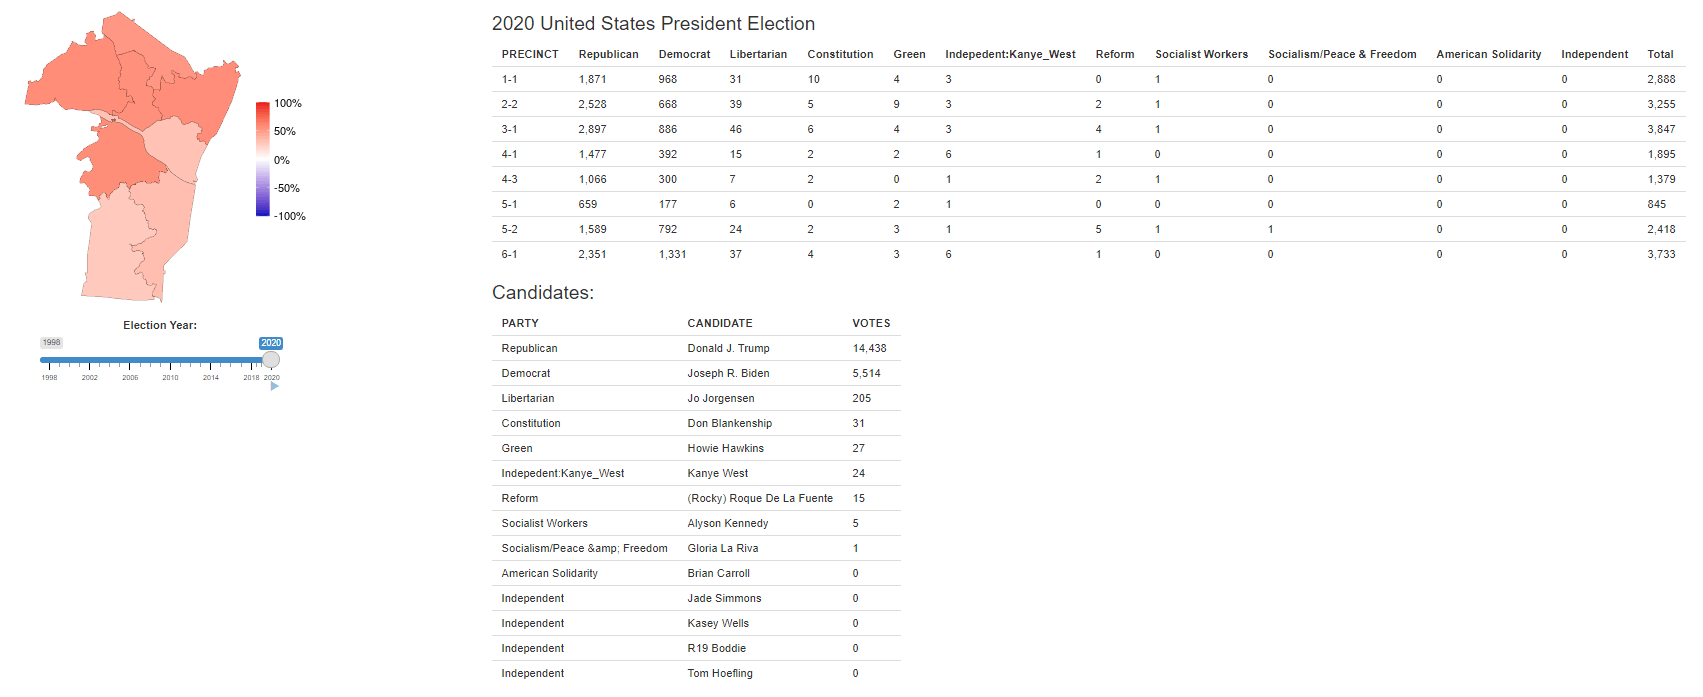 100%
50%
0%
-50%
-100%
Election Year:
1998 2020
1998 2002 2006 2010 2014 2018 2020
2020 United States President Election
PRECINCT Republican Democrat Libertarian Constitution Green Indepedent:Kanye_West Reform Socialist Workers Socialism/Peace & Freedom American Solidarity Independent Total
1-1 1,871 968 31 10 4 3 0 1 0 0 0 2,888
2-2 2,528 668 39 5 9 3 2 1 0 0 0 3,255
3-1 2,897 886 46 6 4 3 4 1 0 0 0 3,847
4-1 1,477 392 15 2 2 6 1 0 0 0 0 1,895
4-3 1,066 300 7 2 0 1 2 1 0 0 0 1,379
5-1 659 177 6 0 2 1 0 0 0 0 0 845
5-2 1,589 792 24 2 3 1 5 1 1 0 0 2,418
6-1 2,351 1,331 37 4 3 6 1 0 0 0 0 3,733
Candidates:
PARTY CANDIDATE VOTES
Republican Donald J. Trump 14,438
Democrat Joseph R. Biden 5,514
Libertarian Jo Jorgensen 205
Constitution Don Blankenship 31
Green Howie Hawkins 27
Indepedent:Kanye_West Kanye West 24
Reform (Rocky) Roque De La Fuente 15
Socialist Workers Alyson Kennedy 5
Socialism/Peace &amp; Freedom Gloria La Riva 1
American Solidarity Brian Carroll 0
Independent Jade Simmons 0
Independent Kasey Wells 0
Independent R19 Boddie 0
Independent Tom Hoefling 0